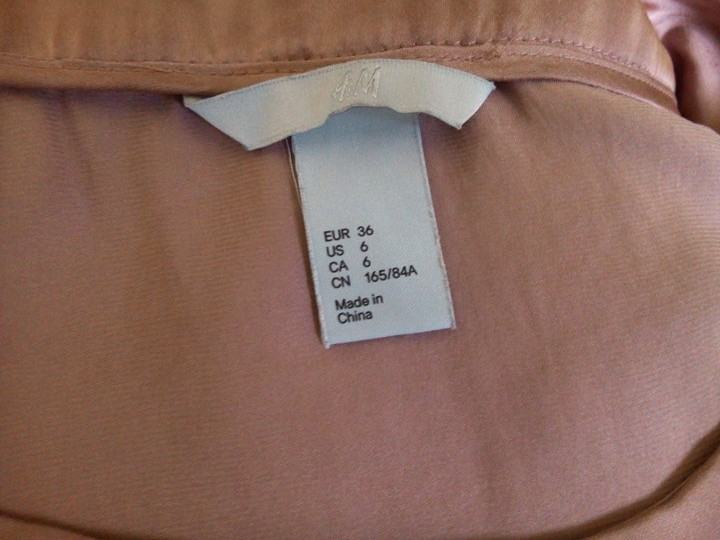 H&M
EUR 36
US 6
CA 6
CN 165/84A
Made in
China